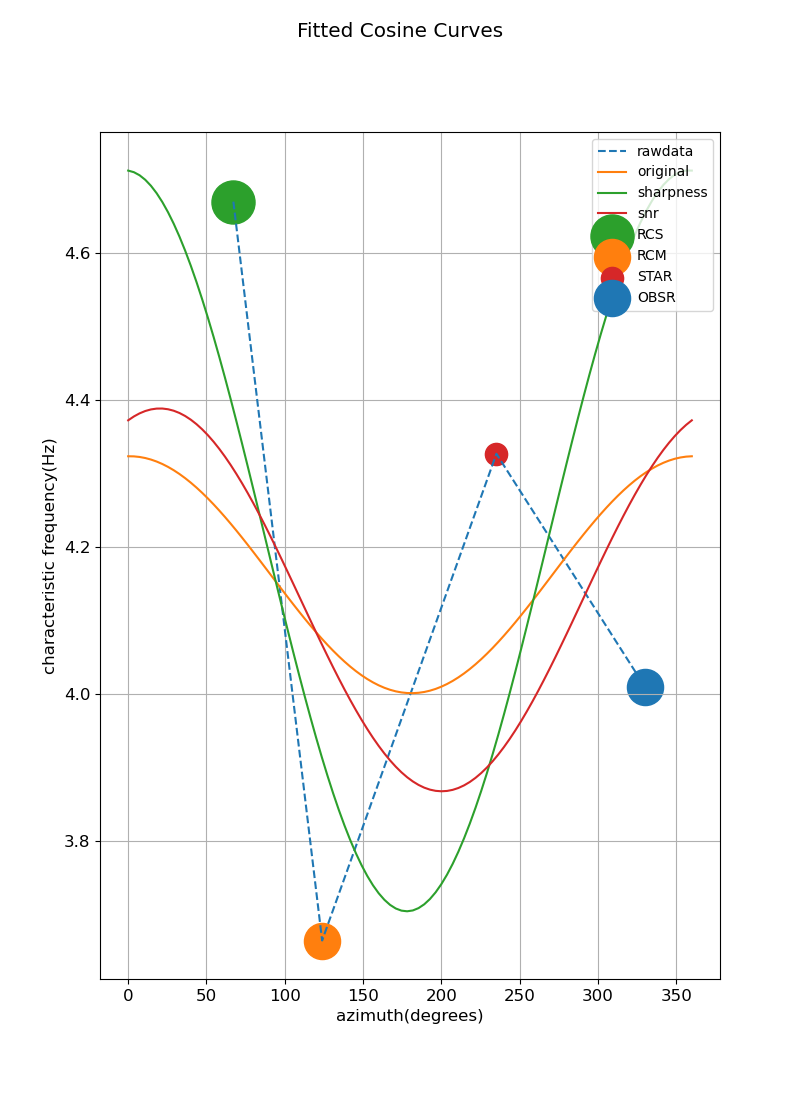 Fitted Cosine Curves
rawdata
original
sharpness
snr
RCS
RCM
STAR
OBSR
4.6
4.4
4.2
4.0
3.8
characteristic frequency(Hz)
0 50 100 150 200 250 300 350
azimuth(degrees)